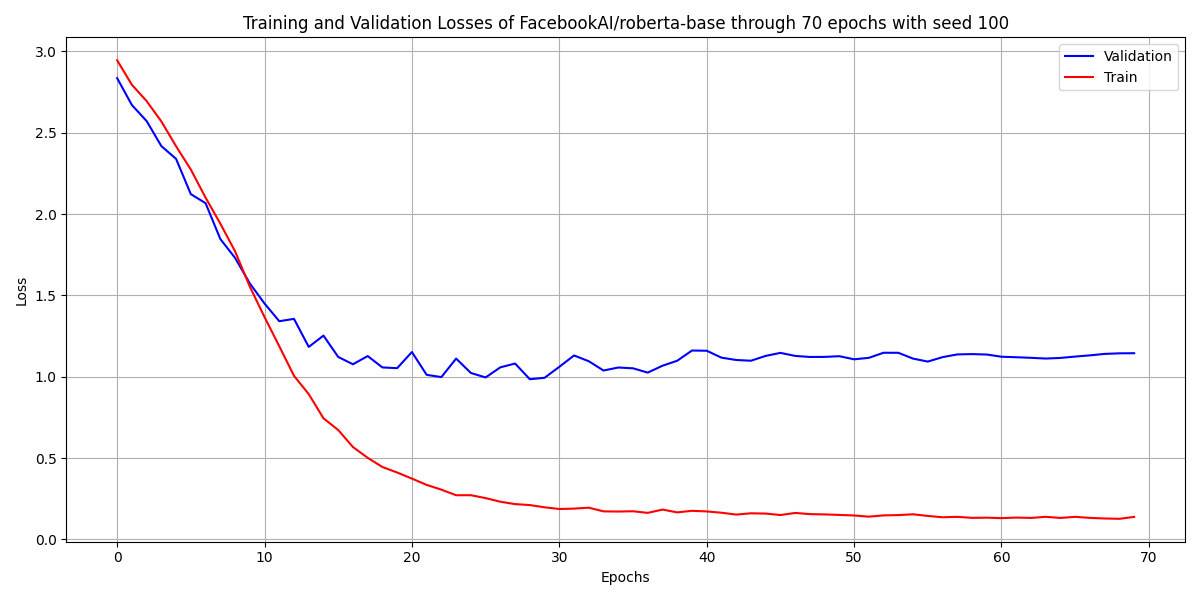 Training and Validation Losses of FacebookAI/roberta-base through 70 epochs with seed 100
Validation
Train
3.0
2.5
2.0
1.5
1.0
0.5
0.0
Loss
0 10 20 30 40 50 60 70
Epochs